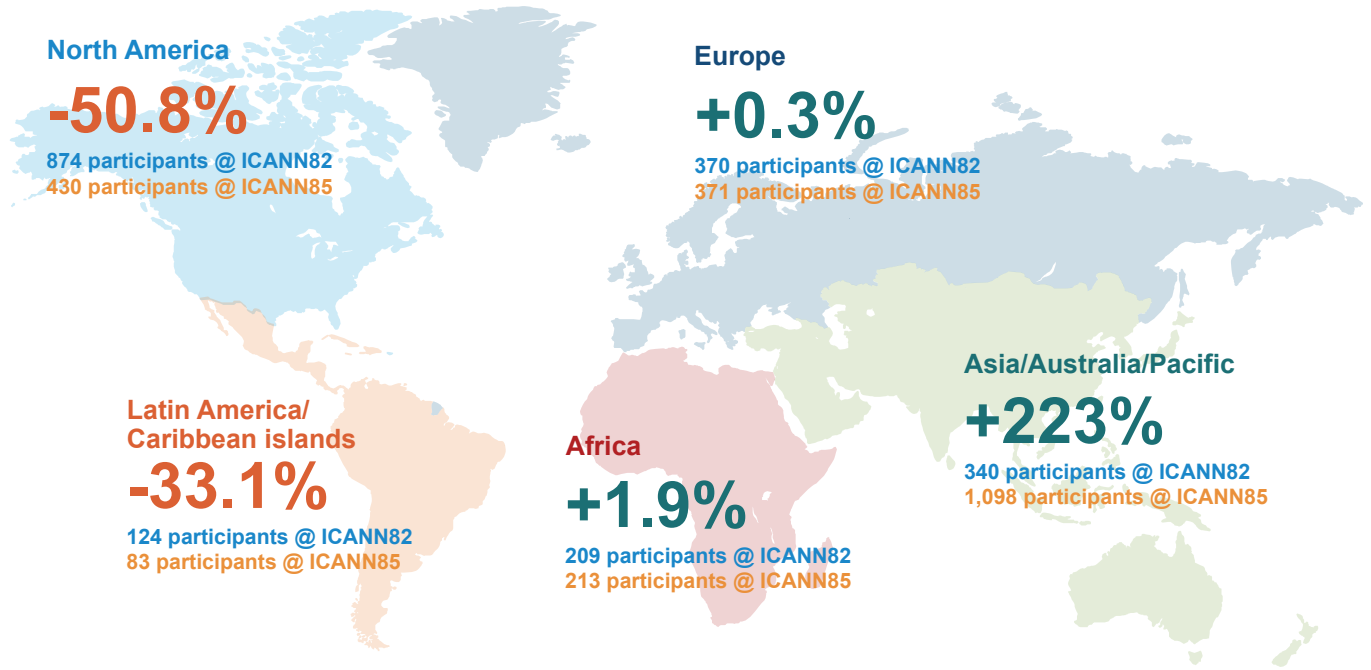 North America
-50.8%
874 participants @ ICANN82
430 participants @ ICANN85
Europe
+0.3%
370 participants @ ICANN82
371 participants @ ICANN85
Latin America/
Caribbean islands
-33.1%
124 participants @ ICANN82
83 participants @ ICANN85
Africa
+1.9%
209 participants @ ICANN82
213 participants @ ICANN85
Asia/Australia/Pacific
+223%
340 participants @ ICANN82
1,098 participants @ ICANN85